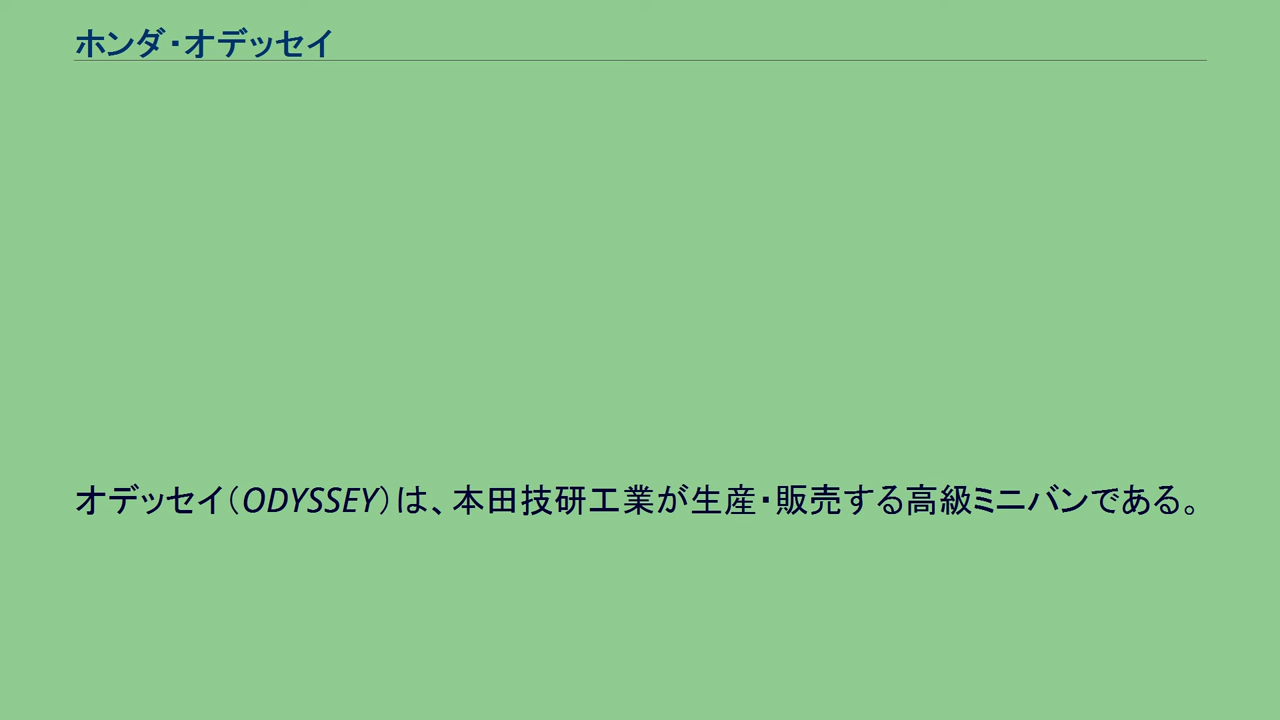 ホンダ・オデッセイ
オデッセイ（ODYSSEY）は、本田技研工業が生産・販売する高級ミニバンである。